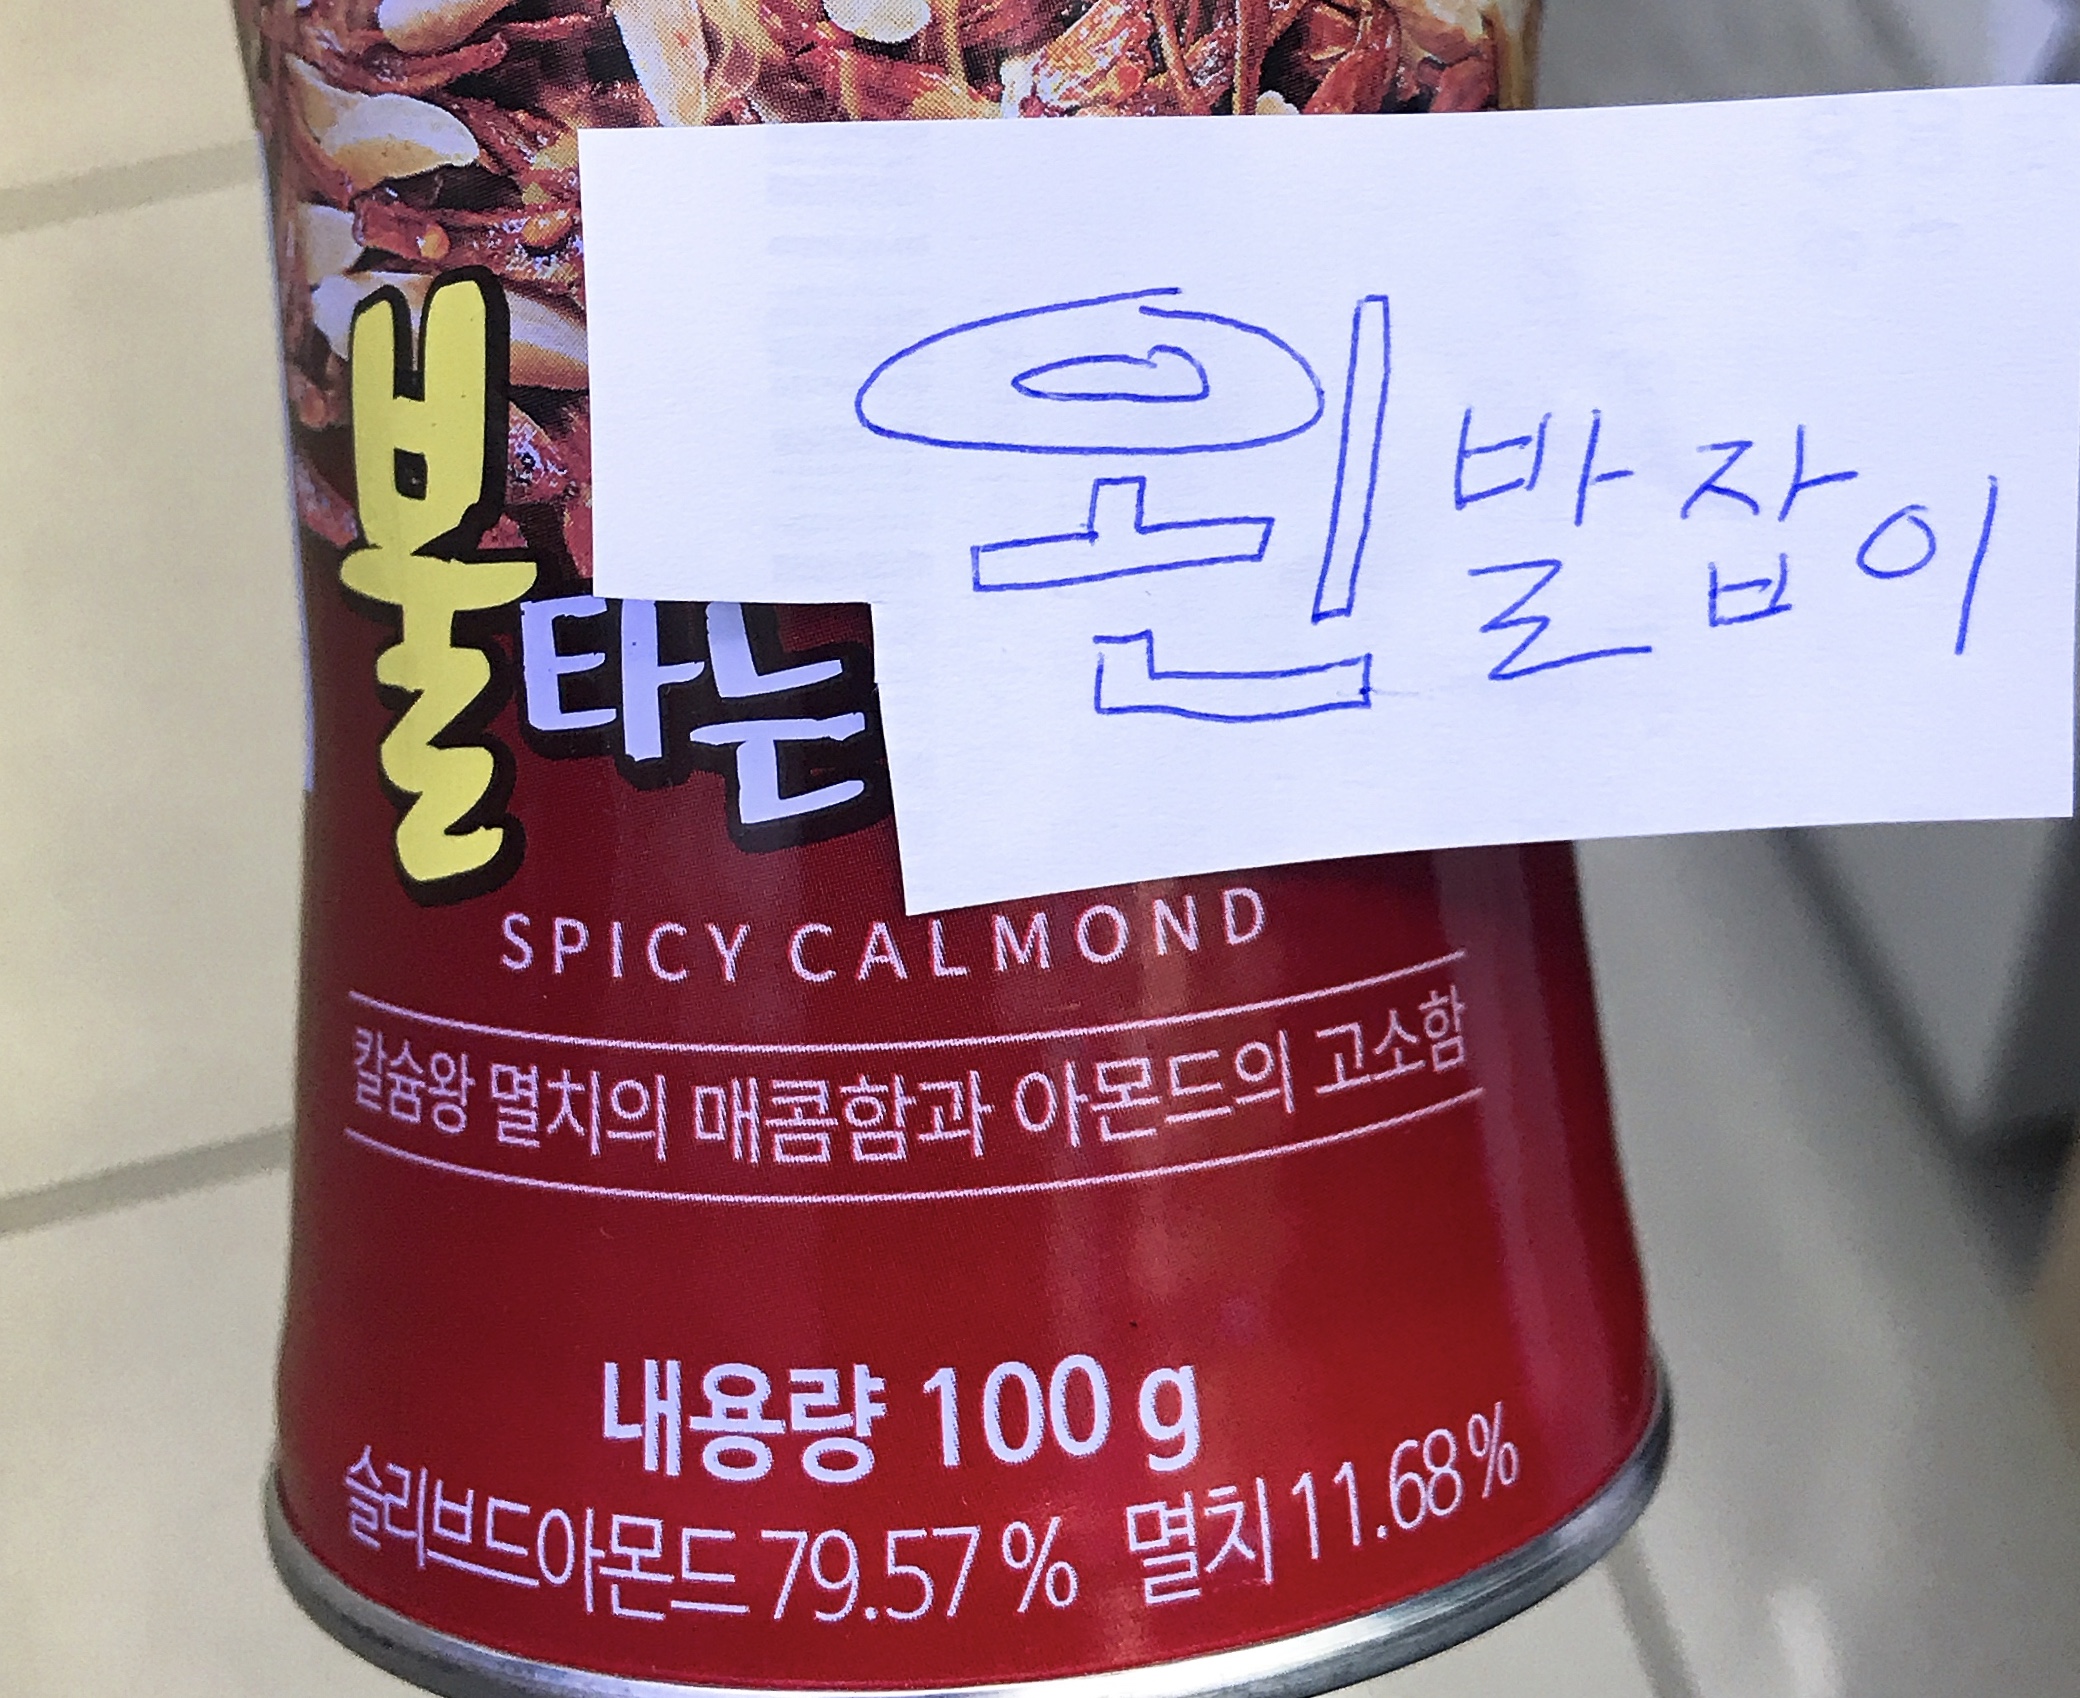 왼발잡이
불타는
SPICY CALMOND
칼슘왕 멸치의 매콤함과 아몬드의 고소함
내용량 100 g
슬리브드아몬드 79.57 % 멸치 11.68 %